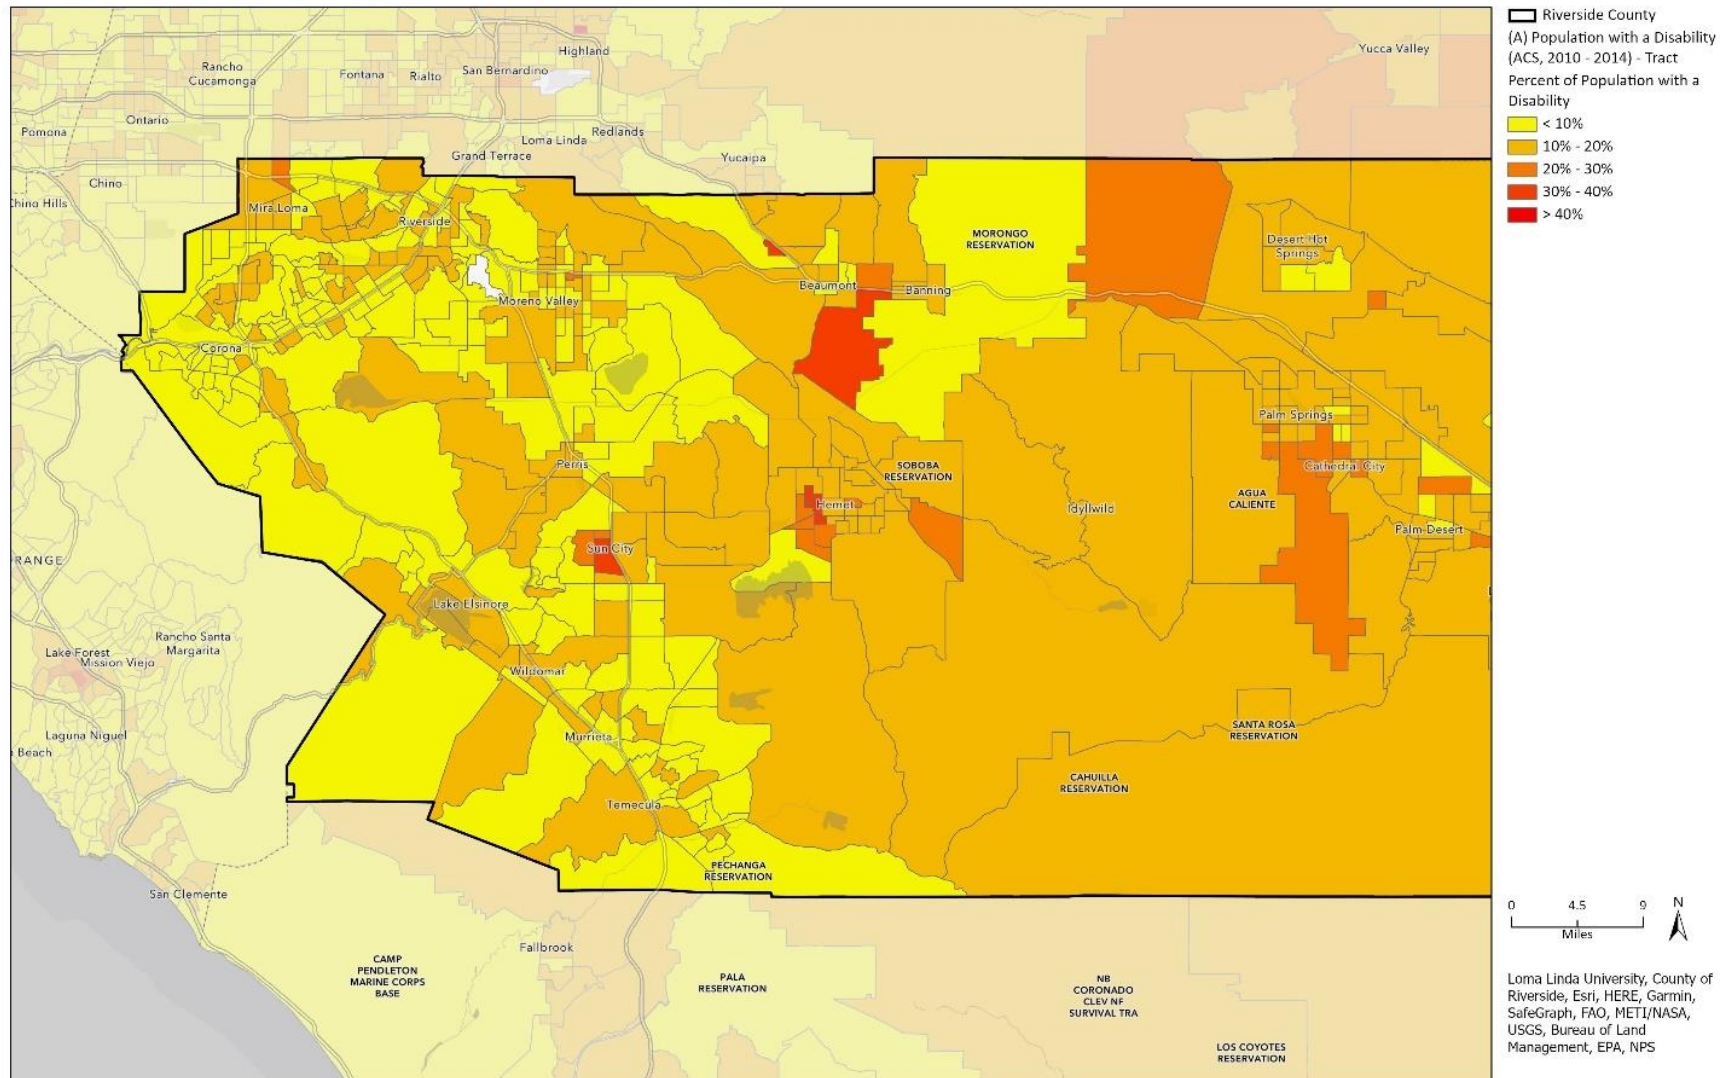 Riverside County
(A) Population with a Disability
(ACS, 2010 - 2014) - Tract
Percent of Population with a
Disability
< 10%
10% - 20%
20% - 30%
30% - 40%
> 40%
Highland
Yucca Valley
Rancho
Cucamonga
Fontana
Rialto
San Bernardino
Ontario
Pomona
Redlands
Loma Linda
Grand Terrace
Yucaipa
Chino
Chino Hills
Mira Loma
Riverside
MORONGO
RESERVATION
Desert Hot
Springs
Moreno Valley
Beaumont
Banning
Corona
Palm Springs
Perris
SOBOBA
RESERVATION
Cathedral City
AGUA
CALIENTE
Hemet
Idyllwild
Palm Desert
Sun City
RANGE
Lake Elsinore
Rancho Santa
Margarita
Lake Forest
Mission Viejo
Wildomar
Laguna Niguel
Beach
Murrieta
SANTA ROSA
RESERVATION
CAHUILLA
RESERVATION
Temecula
PECHANGA
RESERVATION
San Clemente
Fallbrook
CAMP
PENDLETON
MARINE CORPS
BASE
PALA
RESERVATION
NB
CORONADO
CLEV NF
SURVIVAL TRA
LOS COYOTES
RESERVATION
0 4.5 9
Miles
N
Loma Linda University, County of
Riverside, Esri, HERE, Garmin,
SafeGraph, FAO, METI/NASA,
USGS, Bureau of Land
Management, EPA, NPS